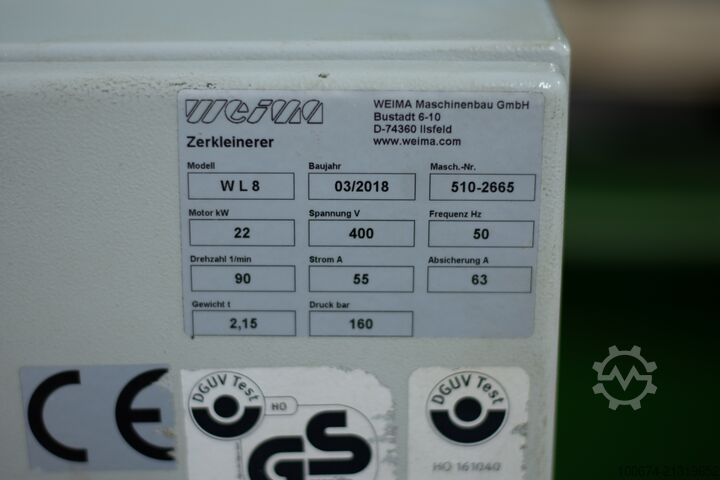 WEIMA
WEIMA Maschinenbau GmbH
Bustadt 6-10
D-74360 Ilsfeld
www.weima.com
Zerkleinerer
Modell Baujahr Masch.-Nr.
W L 8 03/2018 510-2665
Motor kW Spannung V Frequenz Hz
22 400 50
Drehzahl 1/min Strom A Absicherung A
90 55 63
Gewicht t Druck bar
2,15 160
CE
DGUV Test
HO
GS
DGUV Test
HO 161040